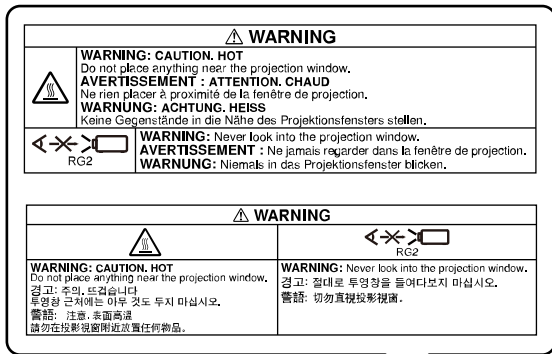 ⚠ WARNING
WARNING: CAUTION. HOT
Do not place anything near the projection window.
AVERTISSEMENT : ATTENTION. CHAUD
Ne rien placer à proximité de la fenêtre de projection.
WARNUNG: ACHTUNG. HEISS
Keine Gegenstände in die Nähe des Projektionsfensters stellen.
RG2
WARNING: Never look into the projection window.
AVERTISSEMENT : Ne jamais regarder dans la fenêtre de projection.
WARNUNG: Niemals in das Projektionsfenster blicken.
⚠ WARNING
RG2
WARNING: CAUTION. HOT
Do not place anything near the projection window.
경고: 주의. 뜨겁습니다
투영창 근처에는 아무 것도 두지 마십시오.
警語: 注意. 表面高溫
請勿在投影視窗附近放置任何物品。
WARNING: Never look into the projection window.
경고: 절대로 투영창을 들여다보지 마십시오.
警語: 切勿直視投影視窗.